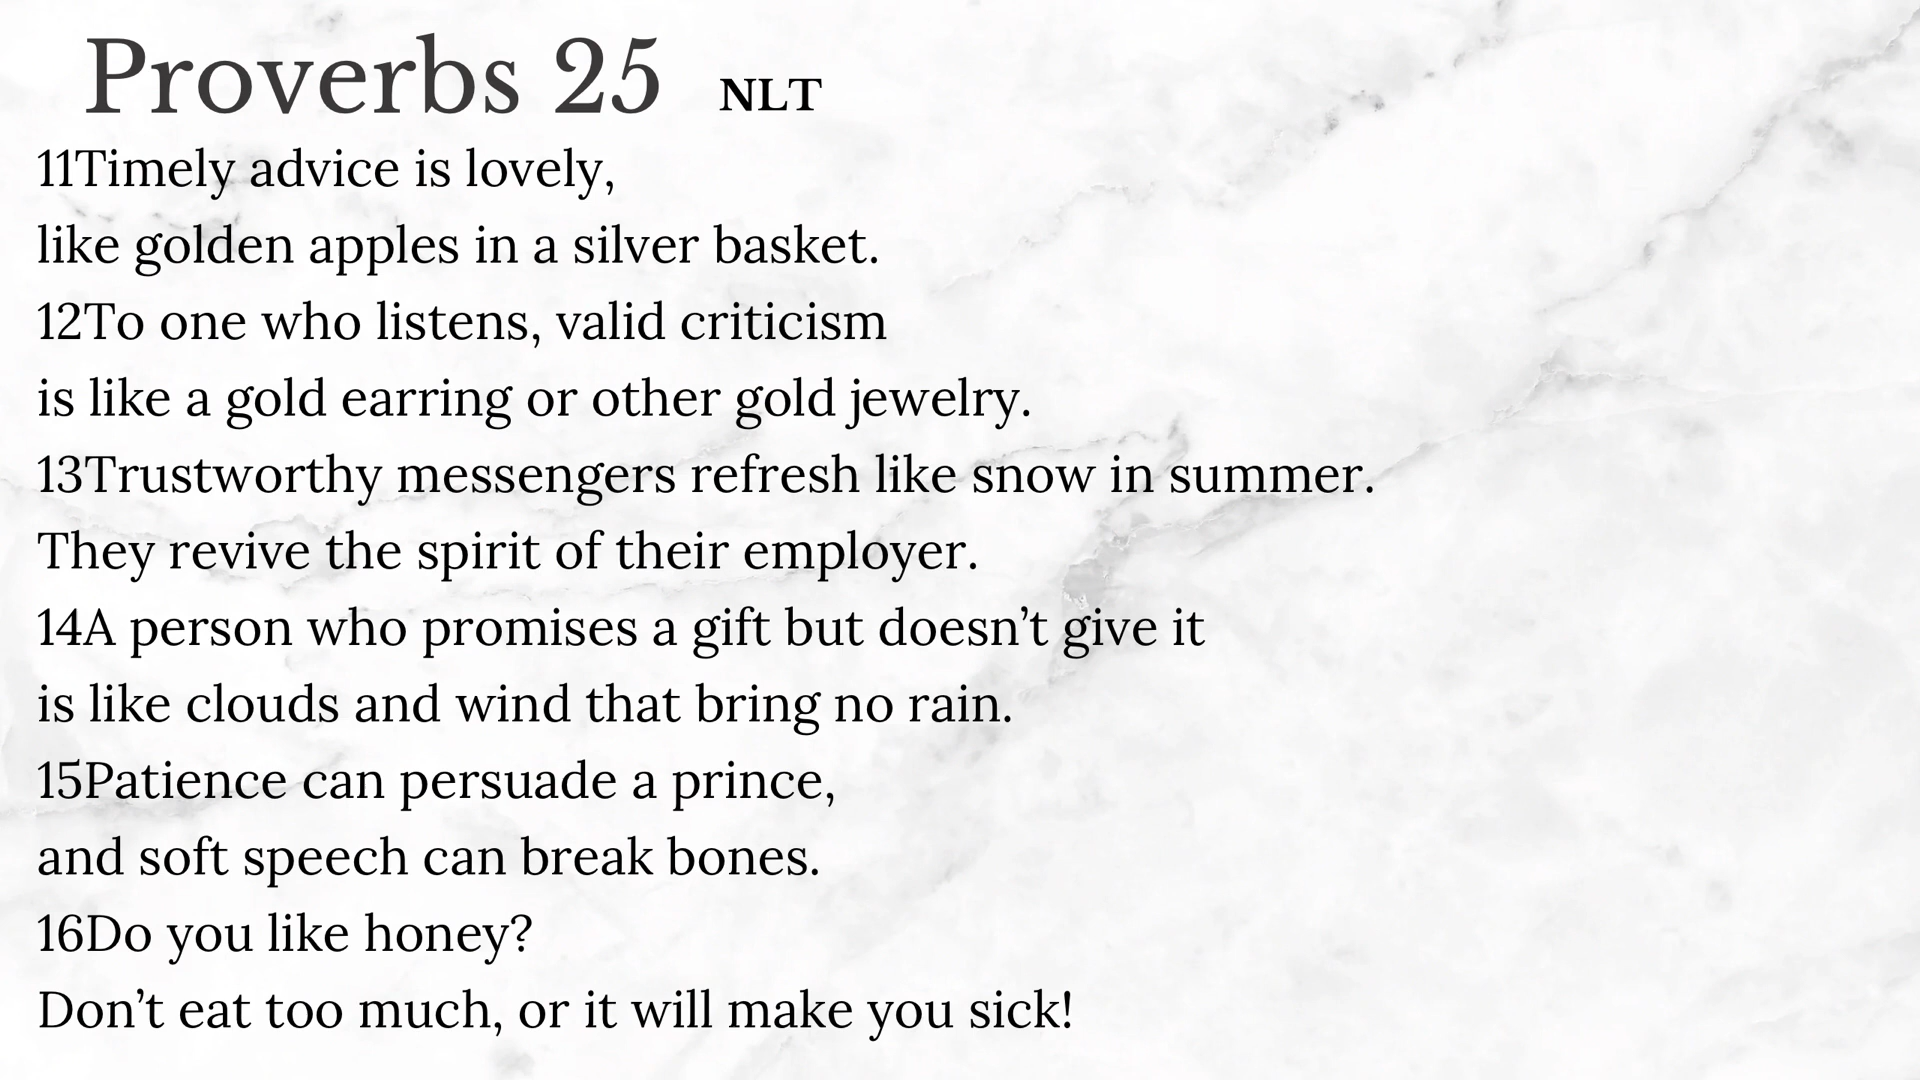 Proverbs 25 NLT
11Timely advice is lovely,
like golden apples in a silver basket.
12To one who listens, valid criticism
is like a gold earring or other gold jewelry.
13Trustworthy messengers refresh like snow in summer.
They revive the spirit of their employer.
14A person who promises a gift but doesn’t give it
is like clouds and wind that bring no rain.
15Patience can persuade a prince,
and soft speech can break bones.
16Do you like honey?
Don’t eat too much, or it will make you sick!